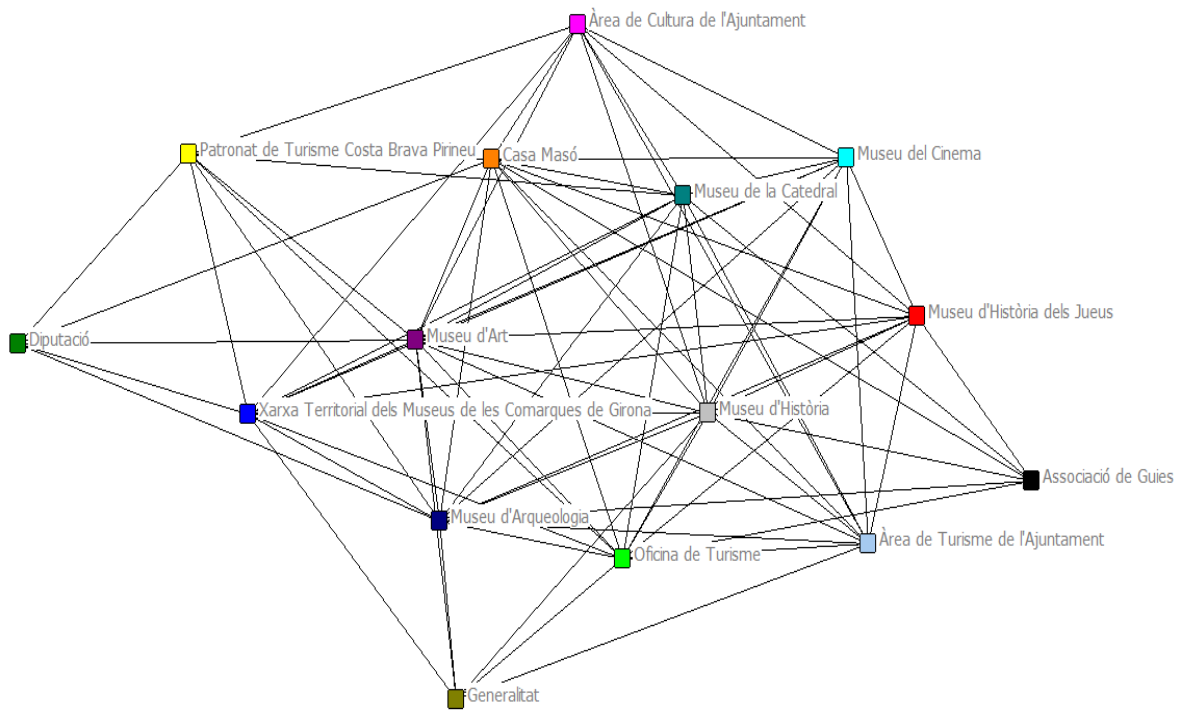 Àrea de Cultura de l'Ajuntament
Patronat de Turisme Costa Brava Pirineu
Casa Masó
Museu del Cinema
Museu de la Catedral
Museu d'Història dels Jueus
Diputació
Museu d'Art
Xarxa Territorial dels Museus de les Comarques de Girona
Museu d'Història
Associació de Guies
Museu d'Arqueologia
Àrea de Turisme de l'Ajuntament
Oficina de Turisme
Generalitat